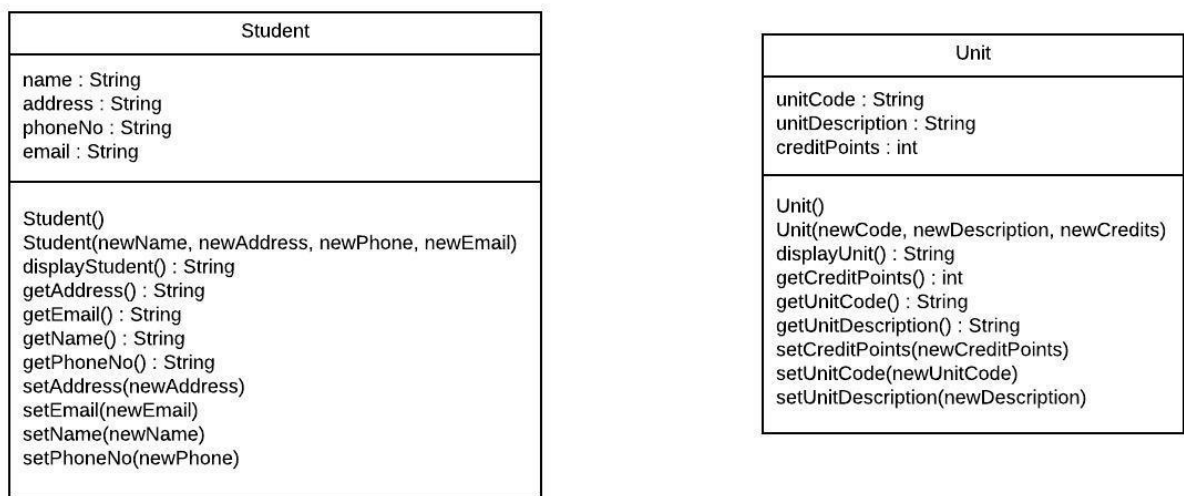 Student
name : String
address : String
phoneNo : String
email : String
Student()
Student(newName, newAddress, newPhone, newEmail)
displayStudent() : String
getAddress() : String
getEmail() : String
getName() : String
getPhoneNo() : String
setAddress(newAddress)
setEmail(newEmail)
setName(newName)
setPhoneNo(newPhone)
Unit
unitCode : String
unitDescription : String
creditPoints : int
Unit()
Unit(newCode, newDescription, newCredits)
displayUnit() : String
getCreditPoints() : int
getUnitCode() : String
getUnitDescription() : String
setCreditPoints(newCreditPoints)
setUnitCode(newUnitCode)
setUnitDescription(newDescription)